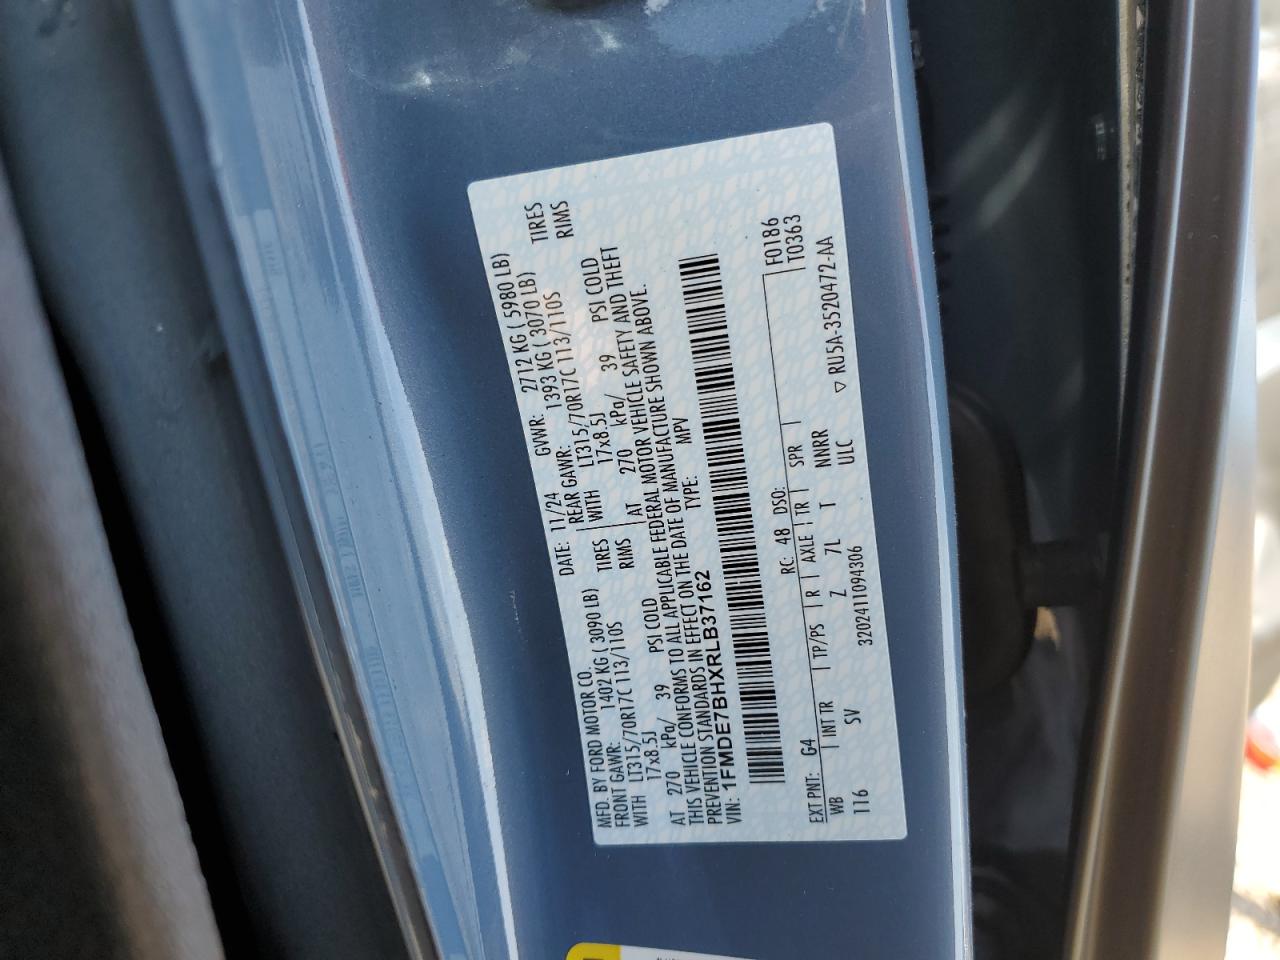 MFD. BY FORD MOTOR CO.
DATE: 11/24 GVWR: 2712 KG ( 5980 LB)
FRONT GAWR: 1402 KG ( 3090 LB) REAR GAWR: 1393 KG ( 3070 LB)
WITH LT315/70R17C 113/110S TIRES WITH LT315/70R17C 113/110S TIRES
17x8.5J RIMS 17x8.5J RIMS
AT 270 kPa/ 39 PSI COLD AT 270 kPa/ 39 PSI COLD
THIS VEHICLE CONFORMS TO ALL APPLICABLE FEDERAL MOTOR VEHICLE SAFETY AND THEFT
PREVENTION STANDARDS IN EFFECT ON THE DATE OF MANUFACTURE SHOWN ABOVE.
VIN: 1FMDE7BHXRLB37162 TYPE: MPV
F0186
EXT PNT: G4 RC: 48 DSO: T0363
WB INT TR TP/PS R AXLE TR SPR
116 SV Z 7L T NNRR
3202411094306 ULC ▽ RU5A-3520472-AA